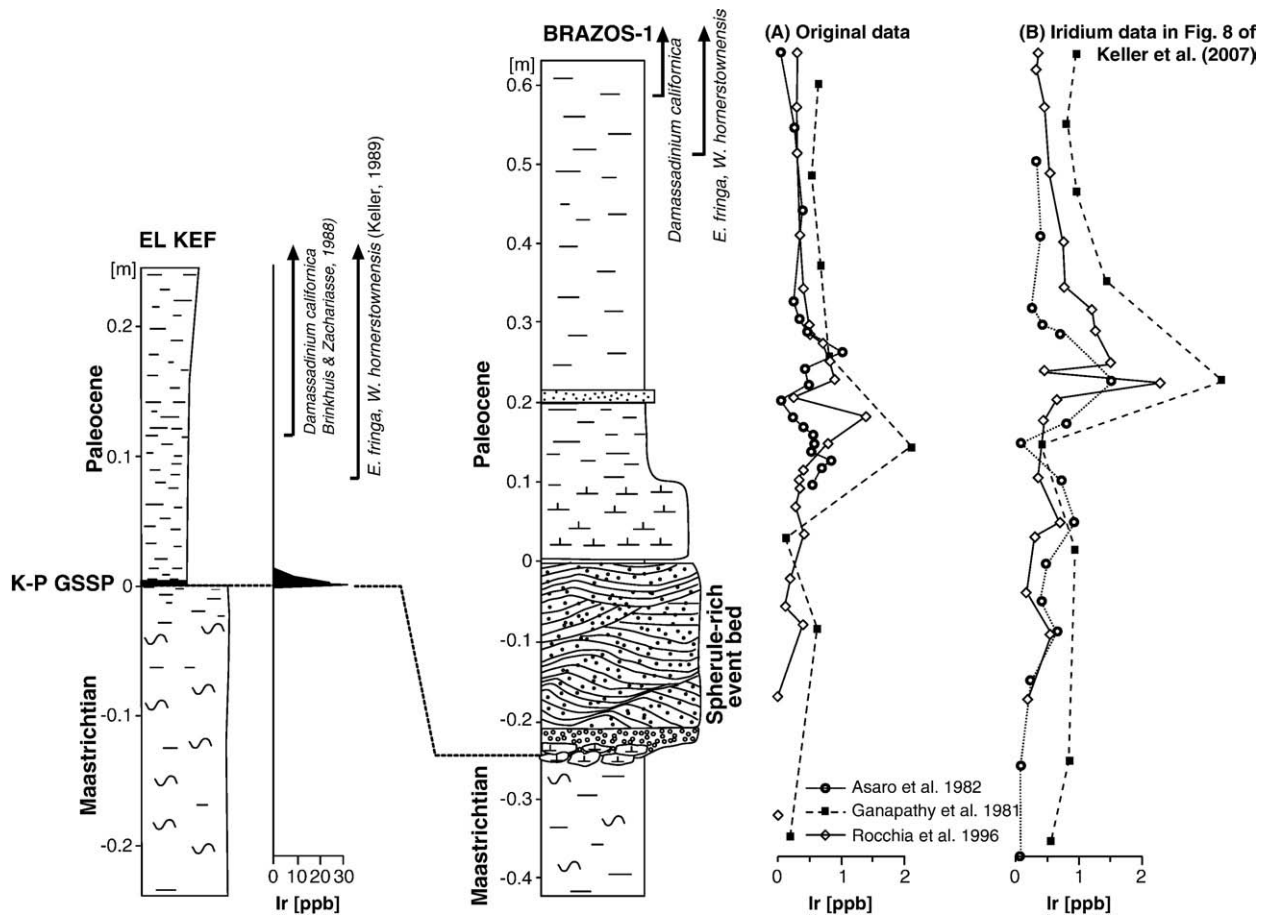 EL KEF
[m]
0.2
0.1
0
-0.1
-0.2
Paleocene
K-P GSSP
Maastrichtian
0 10 20 30
Ir [ppb]
Damassadinium californica
Brinkhuis & Zachariasse, 1988)
E. fringa, W. hornerstownensis (Keller, 1989)
BRAZOS-1
[m]
0.6
0.5
0.4
0.3
0.2
0.1
0
-0.1
-0.2
-0.3
-0.4
Paleocene
Maastrichtian
Spherule-rich
event bed
Damassadinium californica
E. fringa, W. hornerstownensis
(A) Original data
0 1 2
Ir [ppb]
(B) Iridium data in Fig. 8 of
Keller et al. (2007)
Asaro et al. 1982
Ganapathy et al. 1981
Rocchia et al. 1996
0 1 2
Ir [ppb]